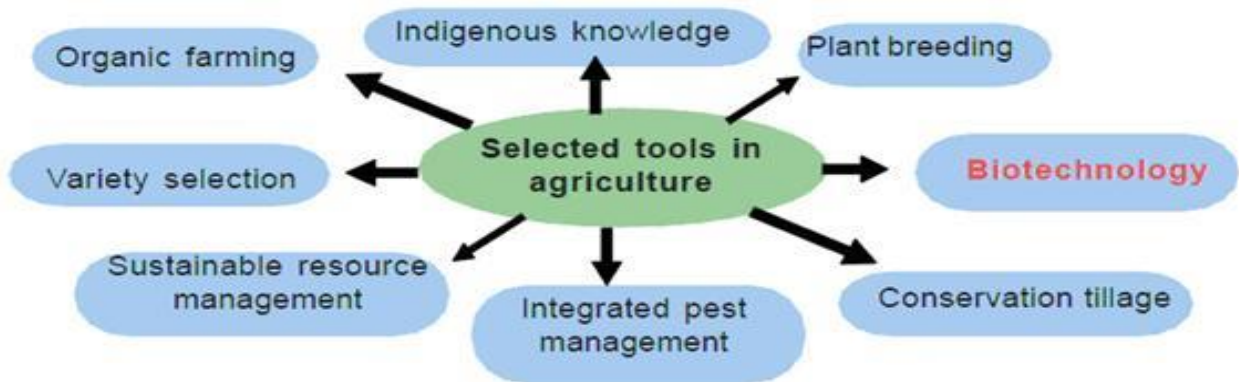 Indigenous knowledge
Plant breeding
Organic farming
Selected tools in
agriculture
Biotechnology
Variety selection
Sustainable resource
management
Integrated pest
management
Conservation tillage